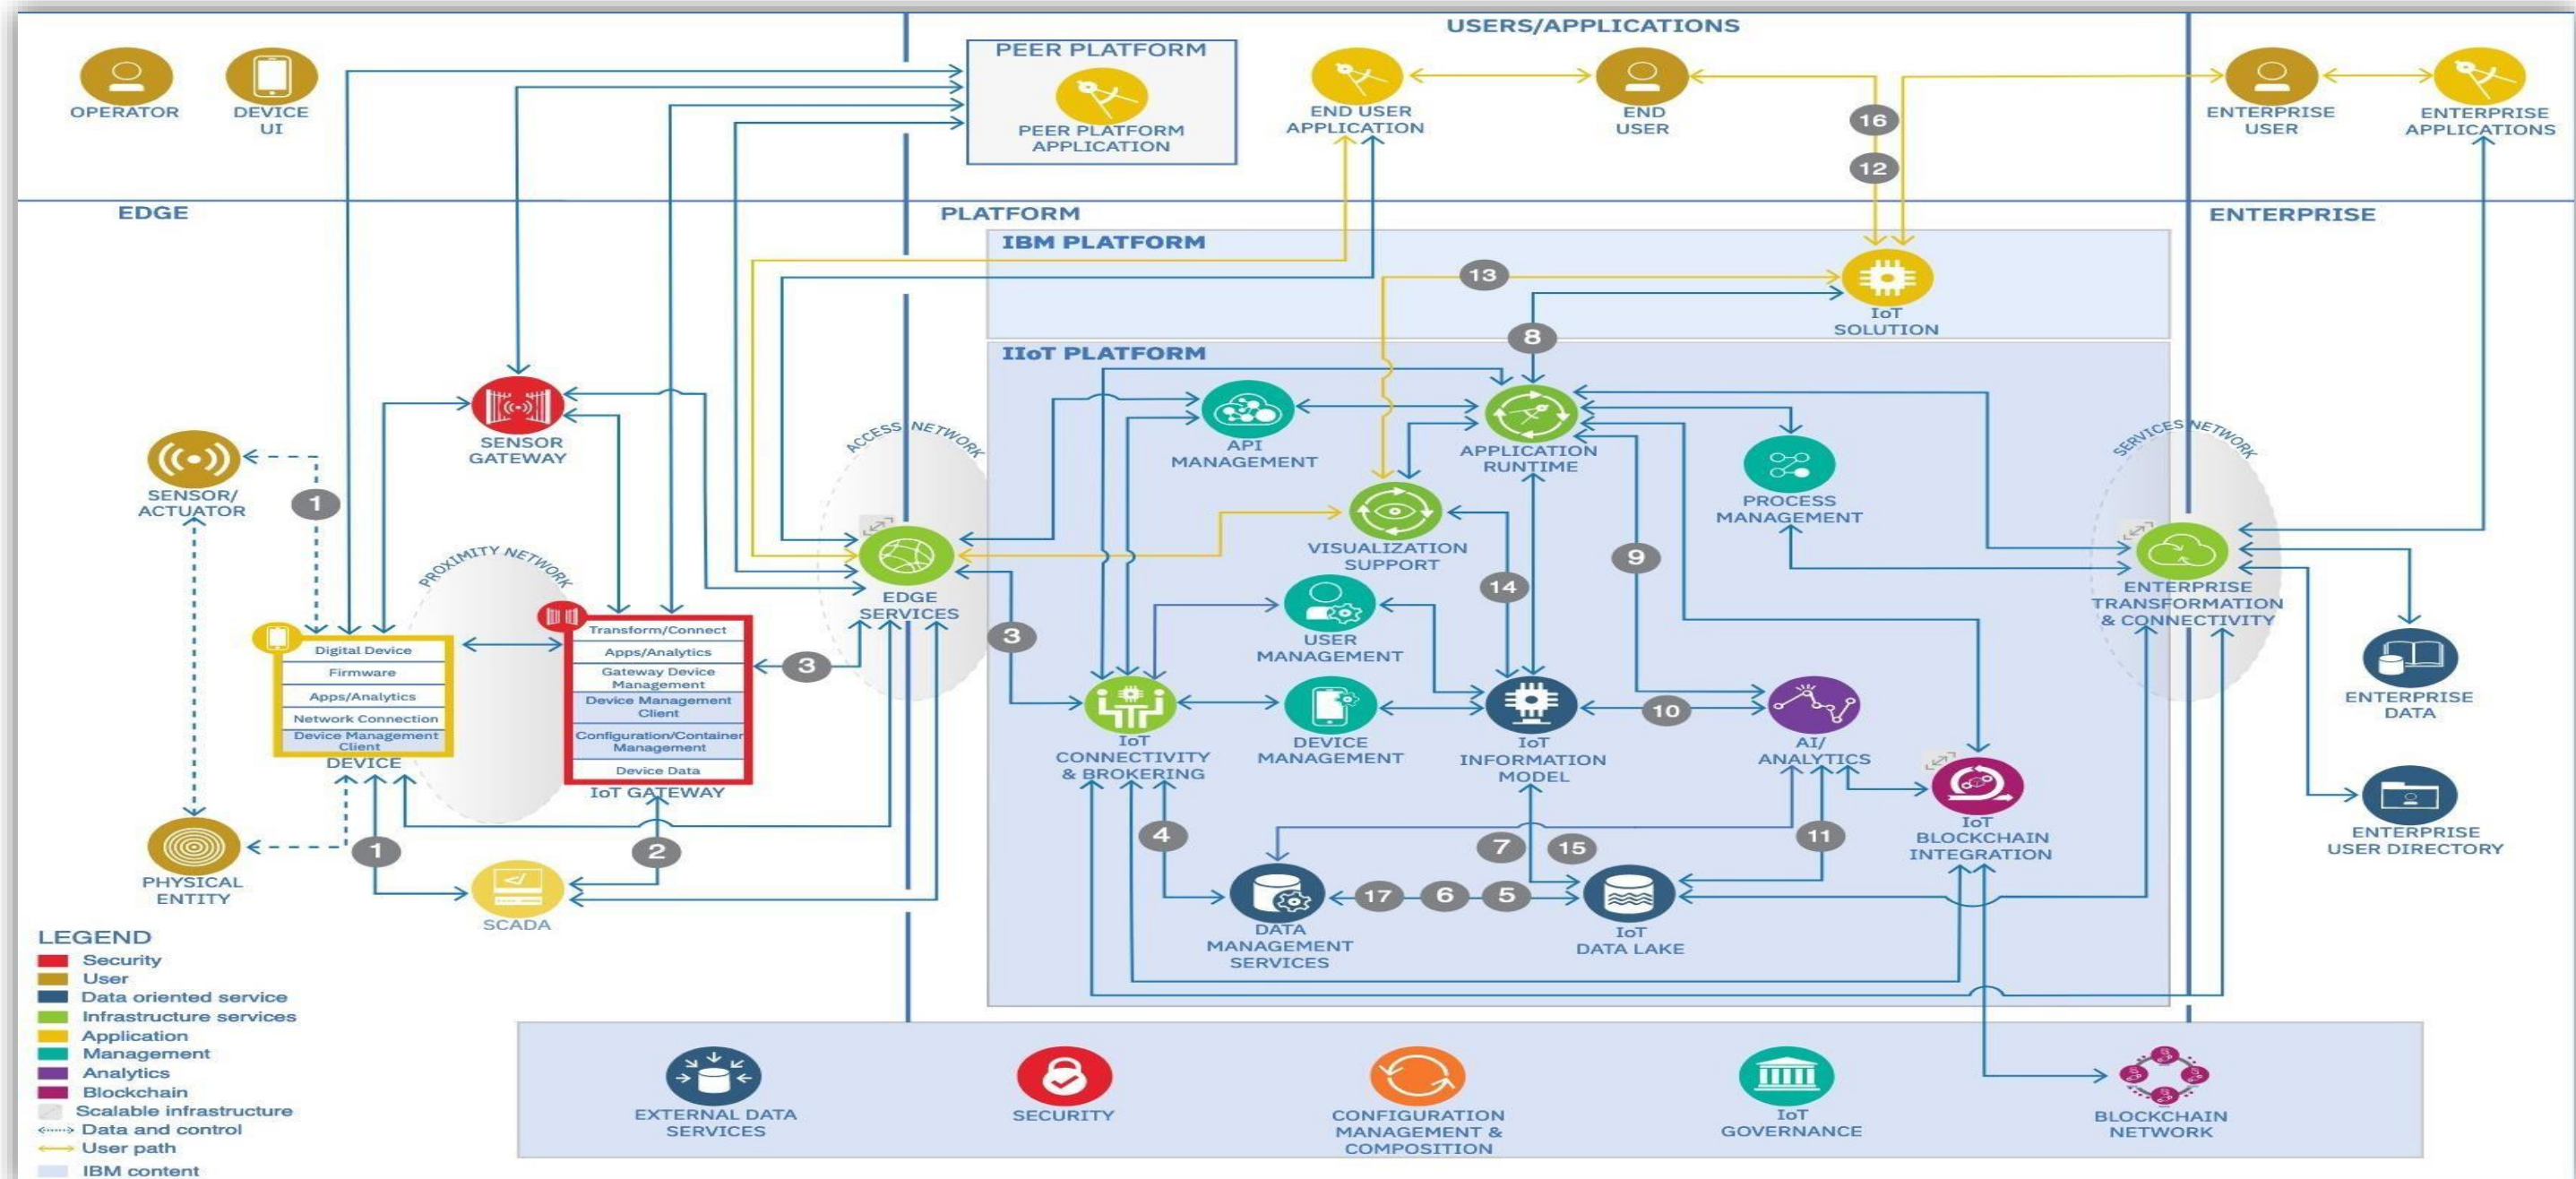 USERS/APPLICATIONS
OPERATOR
DEVICE
UI
PEER PLATFORM
PEER PLATFORM
APPLICATION
END USER
APPLICATION
END
USER
16
12
ENTERPRISE
USER
ENTERPRISE
APPLICATIONS
EDGE
PLATFORM
ENTERPRISE
IBM PLATFORM
13
IoT
SOLUTION
8
IIoT PLATFORM
SENSOR
GATEWAY
SENSOR/
ACTUATOR
1
PROXIMITY NETWORK
ACCESS NETWORK
API
MANAGEMENT
APPLICATION
RUNTIME
PROCESS
MANAGEMENT
SERVICES NETWORK
VISUALIZATION
SUPPORT
9
14
EDGE
SERVICES
3
3
USER
MANAGEMENT
ENTERPRISE
TRANSFORMATION
& CONNECTIVITY
Digital Device
Firmware
Apps/Analytics
Network Connection
Device Management
Client
DEVICE
Transform/Connect
Apps/Analytics
Gateway Device
Management
Device Management
Client
Configuration/Container
Management
Device Data
IoT GATEWAY
IoT
CONNECTIVITY
& BROKERING
DEVICE
MANAGEMENT
IoT
INFORMATION
MODEL
10
AI/
ANALYTICS
ENTERPRISE
DATA
IoT
BLOCKCHAIN
INTEGRATION
ENTERPRISE
USER DIRECTORY
1
2
4
7
15
11
PHYSICAL
ENTITY
SCADA
17
6
5
DATA
MANAGEMENT
SERVICES
IoT
DATA LAKE
LEGEND
Security
User
Data oriented service
Infrastructure services
Application
Management
Analytics
Blockchain
Scalable infrastructure
Data and control
User path
IBM content
EXTERNAL DATA
SERVICES
SECURITY
CONFIGURATION
MANAGEMENT &
COMPOSITION
IoT
GOVERNANCE
BLOCKCHAIN
NETWORK